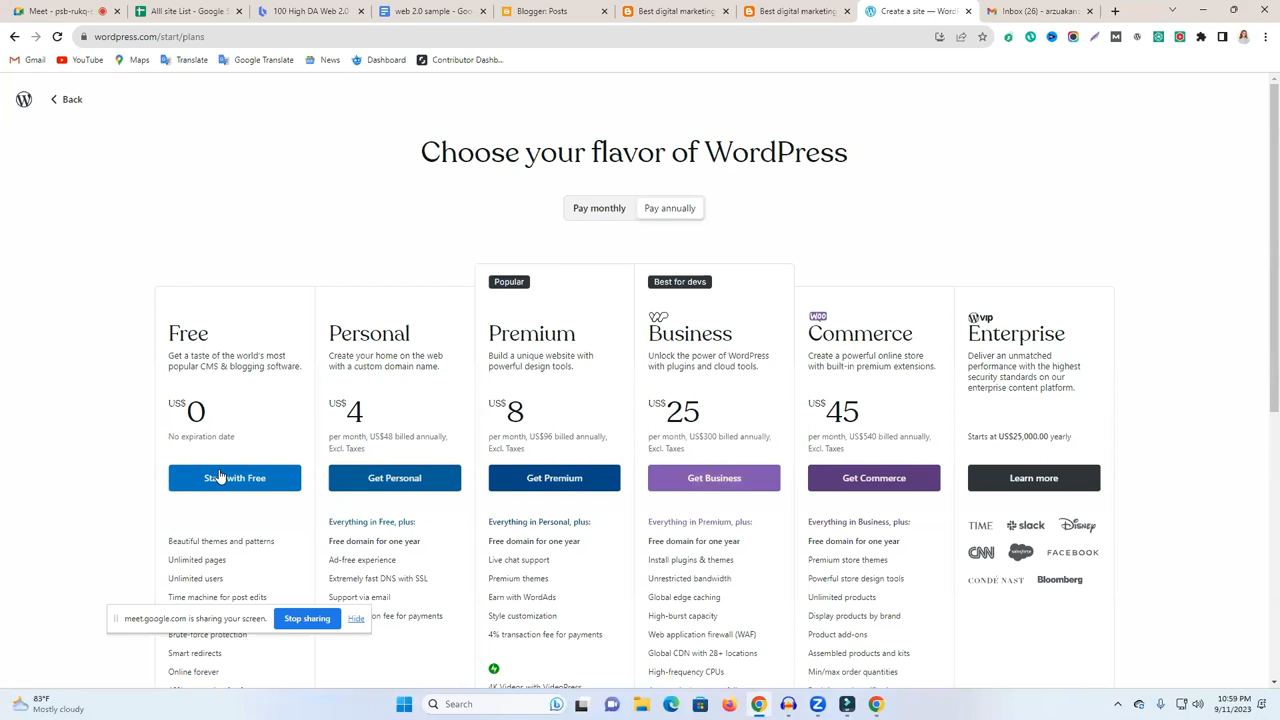 Meet - psb-rukq-
All site List - Google S
100 High DA Web 2.0
web 2.0 sample - Goo
Blogger: Posts
Best digital marketing
Best digital marketing
Create a site — WordP
Inbox (26) - arzuakan
wordpress.com/start/plans
Gmail
YouTube
Maps
Translate
Google Translate
News
Dashboard
Contributor Dashb...
Back
Choose your flavor of WordPress
Pay monthly
Pay annually
Popular
Best for devs
WOO
vip
Free
Personal
Premium
Business
Commerce
Enterprise
Get a taste of the world's most
popular CMS & blogging software.
Create your home on the web
with a custom domain name.
Build a unique website with
powerful design tools.
Unlock the power of WordPress
with plugins and cloud tools.
Create a powerful online store
with built-in premium extensions.
Deliver an unmatched
performance with the highest
security standards on our
enterprise content platform.
US$ 0
US$ 4
US$ 8
US$ 25
US$ 45
No expiration date
per month, US$48 billed annually,
Excl. Taxes
per month, US$96 billed annually,
Excl. Taxes
per month, US$300 billed annually,
Excl. Taxes
per month, US$540 billed annually,
Excl. Taxes
Starts at US$25,000.00 yearly
Start with Free
Get Personal
Get Premium
Get Business
Get Commerce
Learn more
Beautiful themes and patterns
Unlimited pages
Unlimited users
Time machine for post edits
Brute-force protection
Smart redirects
Online forever
Everything in Free, plus:
Free domain for one year
Ad-free experience
Extremely fast DNS with SSL
Support via email
on fee for payments
Everything in Personal, plus:
Free domain for one year
Live chat support
Premium themes
Earn with WordAds
Style customization
4% transaction fee for payments
4K Videos with VideoPress
Everything in Premium, plus:
Free domain for one year
Install plugins & themes
Unrestricted bandwidth
Global edge caching
High-burst capacity
Web application firewall (WAF)
Global CDN with 28+ locations
High-frequency CPUs
Everything in Business, plus:
Free domain for one year
Premium store themes
Powerful store design tools
Unlimited products
Display products by brand
Product add-ons
Assembled products and kits
Min/max order quantities
TIME
slack
Disney
CNN
salesforce
FACEBOOK
CONDÉ NAST
Bloomberg
meet.google.com is sharing your screen.
Stop sharing
Hide
83°F
Mostly cloudy
Search
10:59 PM
9/11/2023